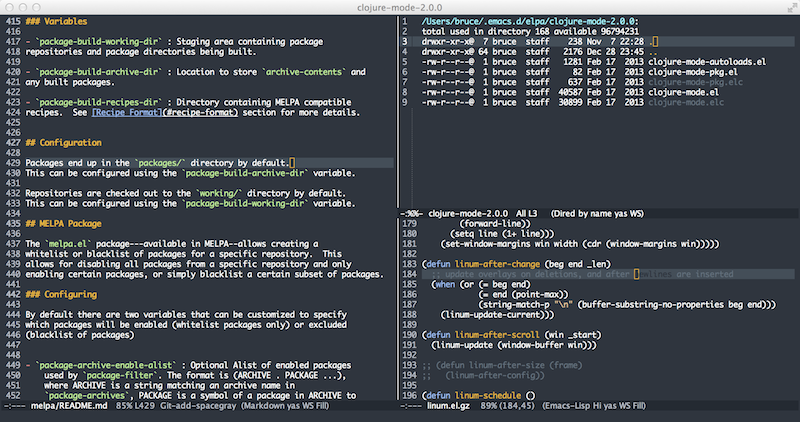 clojure-mode-2.0.0
415 ### Variables
416
417 - `package-build-working-dir` : Staging area containing package
418 repositories and package directories being built.
419
420 - `package-build-archive-dir` : Location to store `archive-contents` and
421 any built packages.
422
423 - `package-build-recipes-dir` : Directory containing MELPA compatible
424 recipes.  See [Recipe Format](#recipe-format) section for more details.
425
426
427 ## Configuration
428
429 Packages end up in the `packages/` directory by default.
430 This can be configured using the `package-build-archive-dir` variable.
431
432 Repositories are checked out to the `working/` directory by default.
433 This can be configured using the `package-build-working-dir` variable.
434
435 ## MELPA Package
436
437 The `melpa.el` package---available in MELPA--allows creating a
438 whitelist or blacklist of packages for a specific repository.  This
439 allows for disabling all packages from a specific repository and only
440 enabling certain packages, or simply blacklist a certain subset of packages.
441
442 ### Configuring
443
444 By default there are two variables that can be customized to specify
445 which packages will be enabled (whitelist packages only) or excluded
446 (blacklist of packages)
447
448
449 - `package-archive-enable-alist` : Optional Alist of enabled packages
450   used by `package-filter`. The format is (ARCHIVE . PACKAGE ...),
451   where ARCHIVE is a string matching an archive name in
452   `package-archives`, PACKAGE is a symbol of a package in ARCHIVE to
-:--- melpa/README.md   85% L429  Git-add-spacegray  (Markdown yas WS Fill)
1 /Users/bruce/.emacs.d/elpa/clojure-mode-2.0.0:
2 total used in directory 168 available 96794231
3 drwxr-xr-x@  7 bruce  staff    238 Nov  7 22:28 .
4 drwxr-xr-x@ 64 bruce  staff   2176 Dec 28 23:45 ..
5 -rw-r--r--@  1 bruce  staff   1281 Feb 17  2013 clojure-mode-autoloads.el
6 -rw-r--r--@  1 bruce  staff     82 Feb 17  2013 clojure-mode-pkg.el
7 -rw-r--r--@  1 bruce  staff    637 Feb 17  2013 clojure-mode-pkg.elc
8 -rw-r--r--@  1 bruce  staff  40587 Feb 17  2013 clojure-mode.el
9 -rw-r--r--@  1 bruce  staff  30899 Feb 17  2013 clojure-mode.elc
-:%%- clojure-mode-2.0.0   All L3   (Dired by name yas WS)
179         (forward-line))
180       (setq line (1+ line)))
181     (set-window-margins win width (cdr (window-margins win)))))
182
183 (defun linum-after-change (beg end _len)
184   ;; update overlays on deletions, and after newlines are inserted
185   (when (or (= beg end)
186             (= end (point-max))
187             (string-match-p "\n" (buffer-substring-no-properties beg end)))
188     (linum-update-current)))
189
190 (defun linum-after-scroll (win _start)
191   (linum-update (window-buffer win)))
192
193 ;; (defun linum-after-size (frame)
194 ;;   (linum-after-config))
195
196 (defun linum-schedule ()
-:--- linum.el.gz   89% (184,45)   (Emacs-Lisp Hi yas WS Fill)